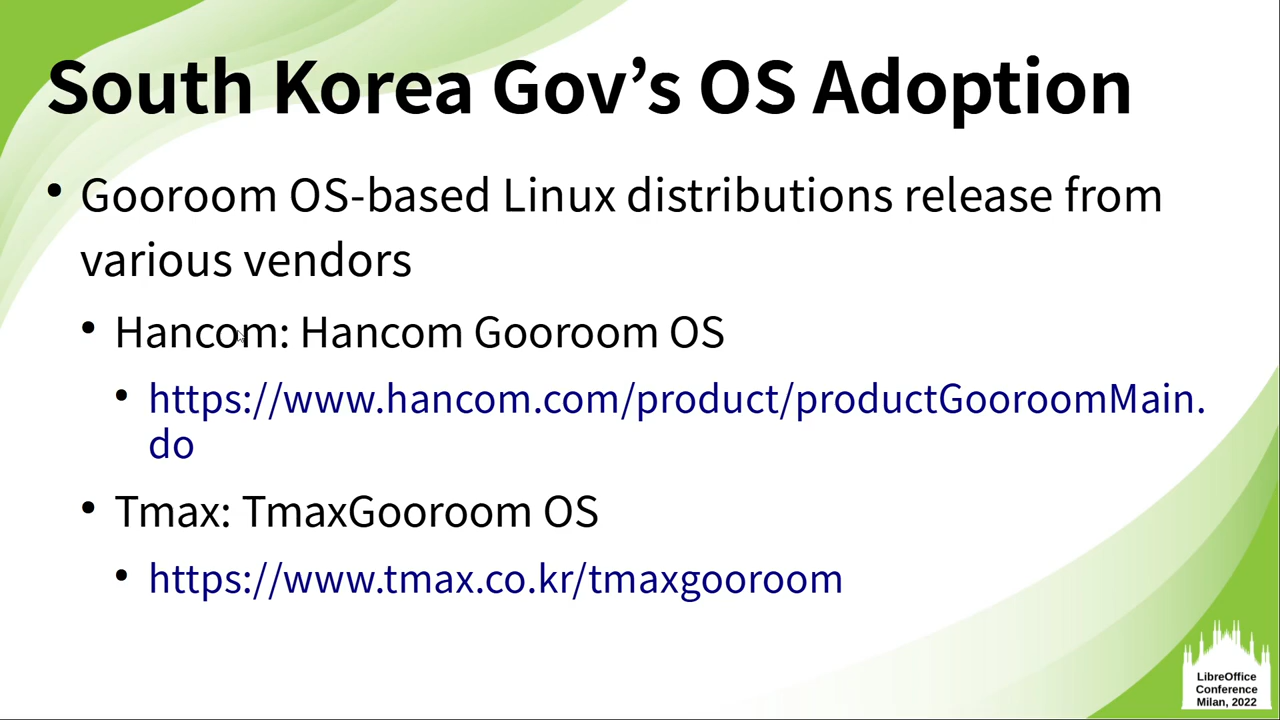 South Korea Gov’s OS Adoption
• Gooroom OS-based Linux distributions release from
various vendors
• Hancom: Hancom Gooroom OS
• https://www.hancom.com/product/productGooroomMain.
do
• Tmax: TmaxGooroom OS
• https://www.tmax.co.kr/tmaxgooroom
LibreOffice
Conference
Milan, 2022